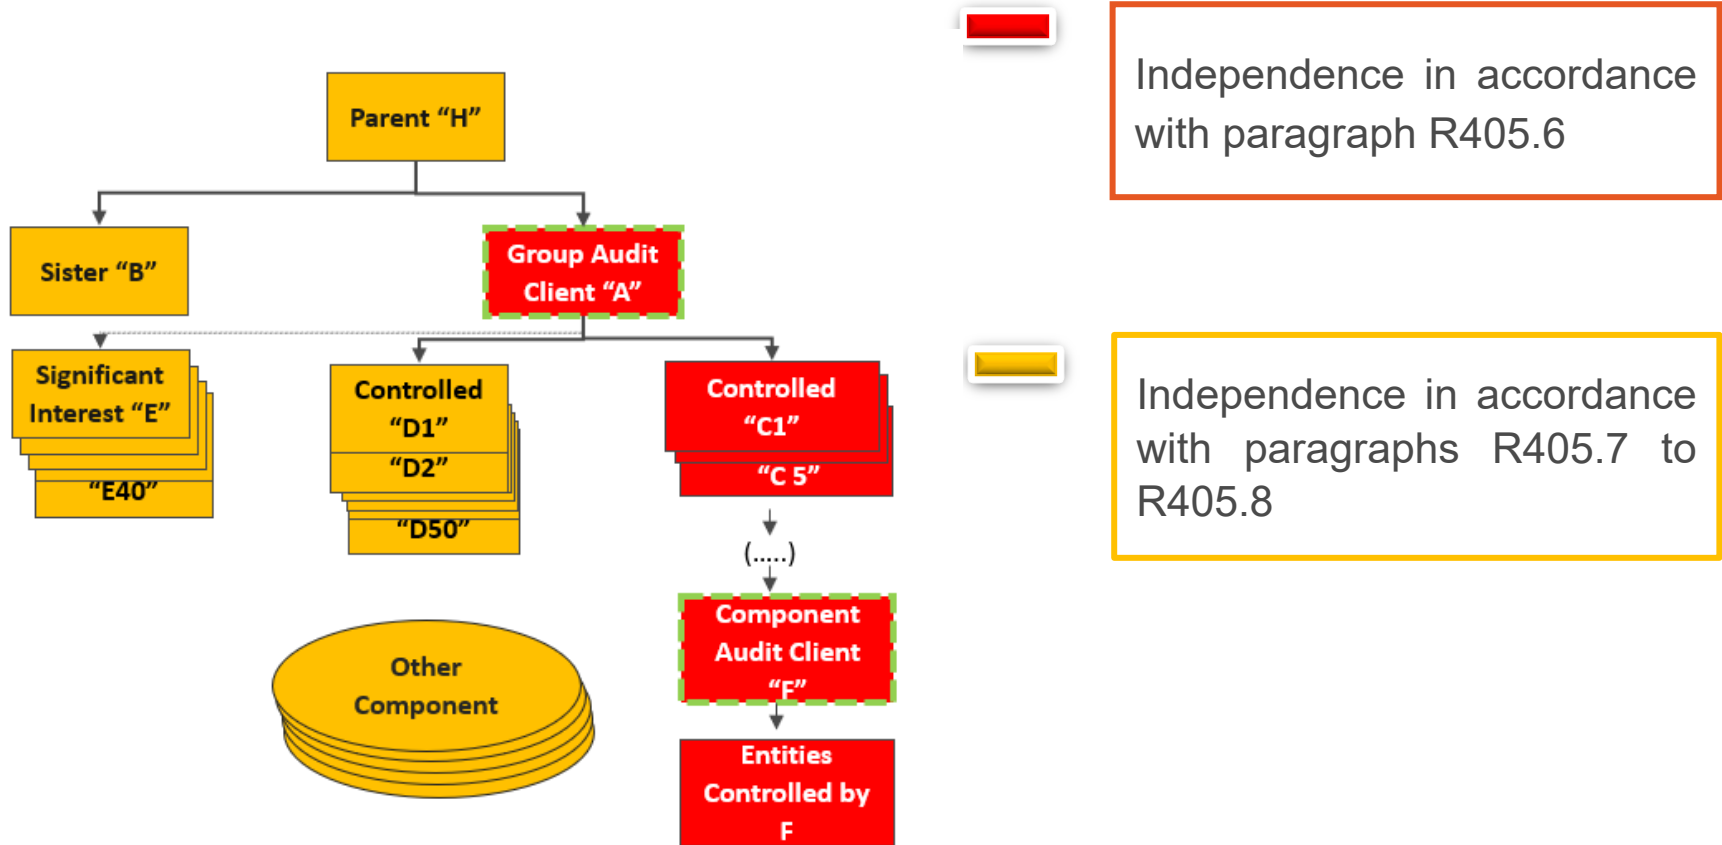 Parent “H”
Sister “B”
Group Audit
Client “A”
Significant
Interest “E”
“E40”
Controlled
“D1”
“D2”
“D50”
Controlled
“C1”
“C 5”
(.....)
Component
Audit Client
“F”
Entities
Controlled by
F
Other
Component
Independence in accordance
with paragraph R405.6
Independence in accordance
with paragraphs R405.7 to
R405.8